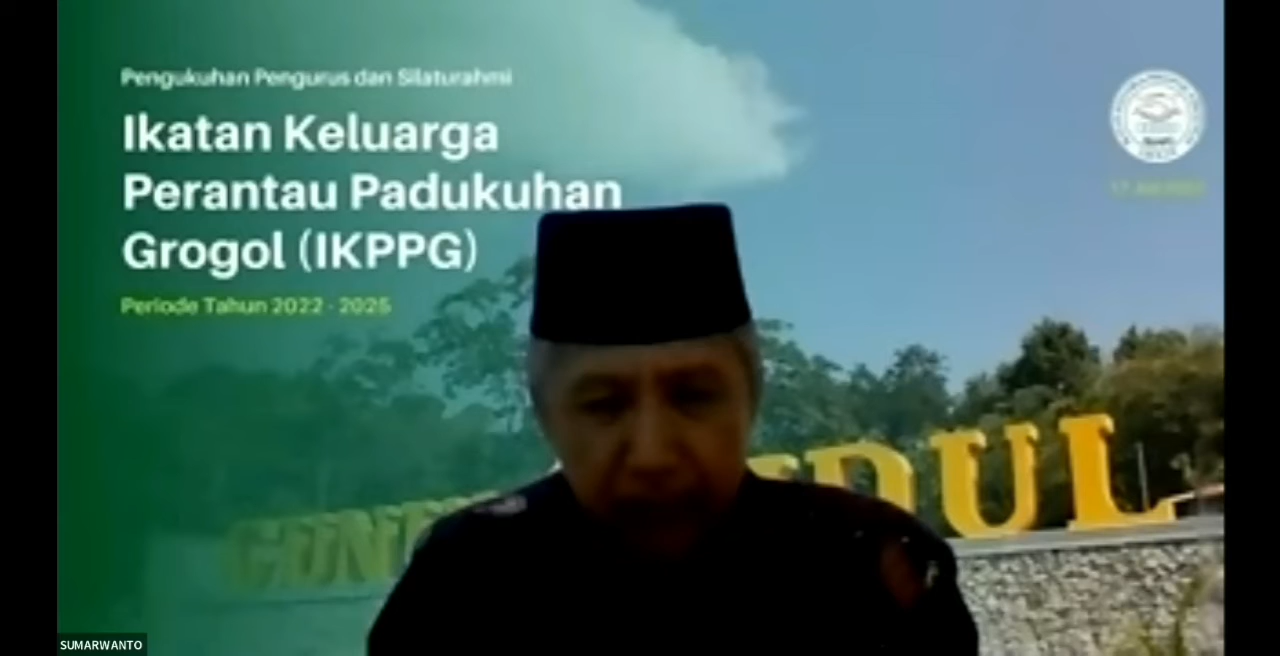 Pengukuhan Pengurus dan Silaturahmi
Ikatan Keluarga
Perantau Padukuhan
Grogol (IKPPG)
Periode Tahun 2022 - 2025
SUMARWANTO